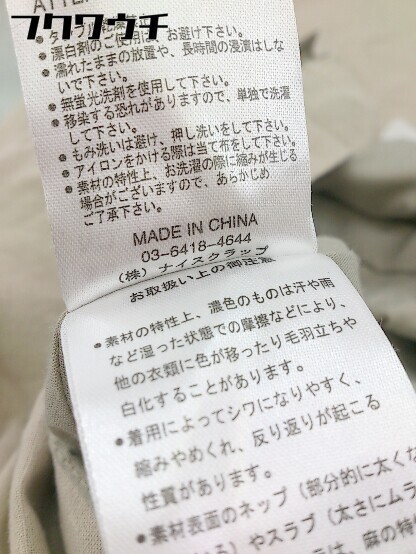 フクワウチ
ATTEN
漂白剤のご使用は、お避け下さい。
濡れたままの放置や、長時間の浸漬はし
ないで下さい。
無蛍光洗剤を使用して下さい。
移染する恐れがありますので、単独で洗濯
して下さい。
もみ洗いは避け、押し洗いをして下さい。
アイロンをかける際は当て布をして下さい。
素材の特性上、お洗濯の際に縮みが生じる
場合がございますので、あらかじめ
ご了承下さい。
MADE IN CHINA
03-6418-4644
(株) ナイスクラップ
お取扱い上の御注意
・素材の特性上、濃色のものは汗や雨
など湿った状態での摩擦などにより、
他の衣類に色が移ったり毛羽立ちや
白化することがあります。
・着用によってシワになりやすく、
縮みやめくれ、反り返りが起こる
性質があります。
・素材表面のネップ（部分的に太くな
やスラブ（太さにムラ
は、麻の特